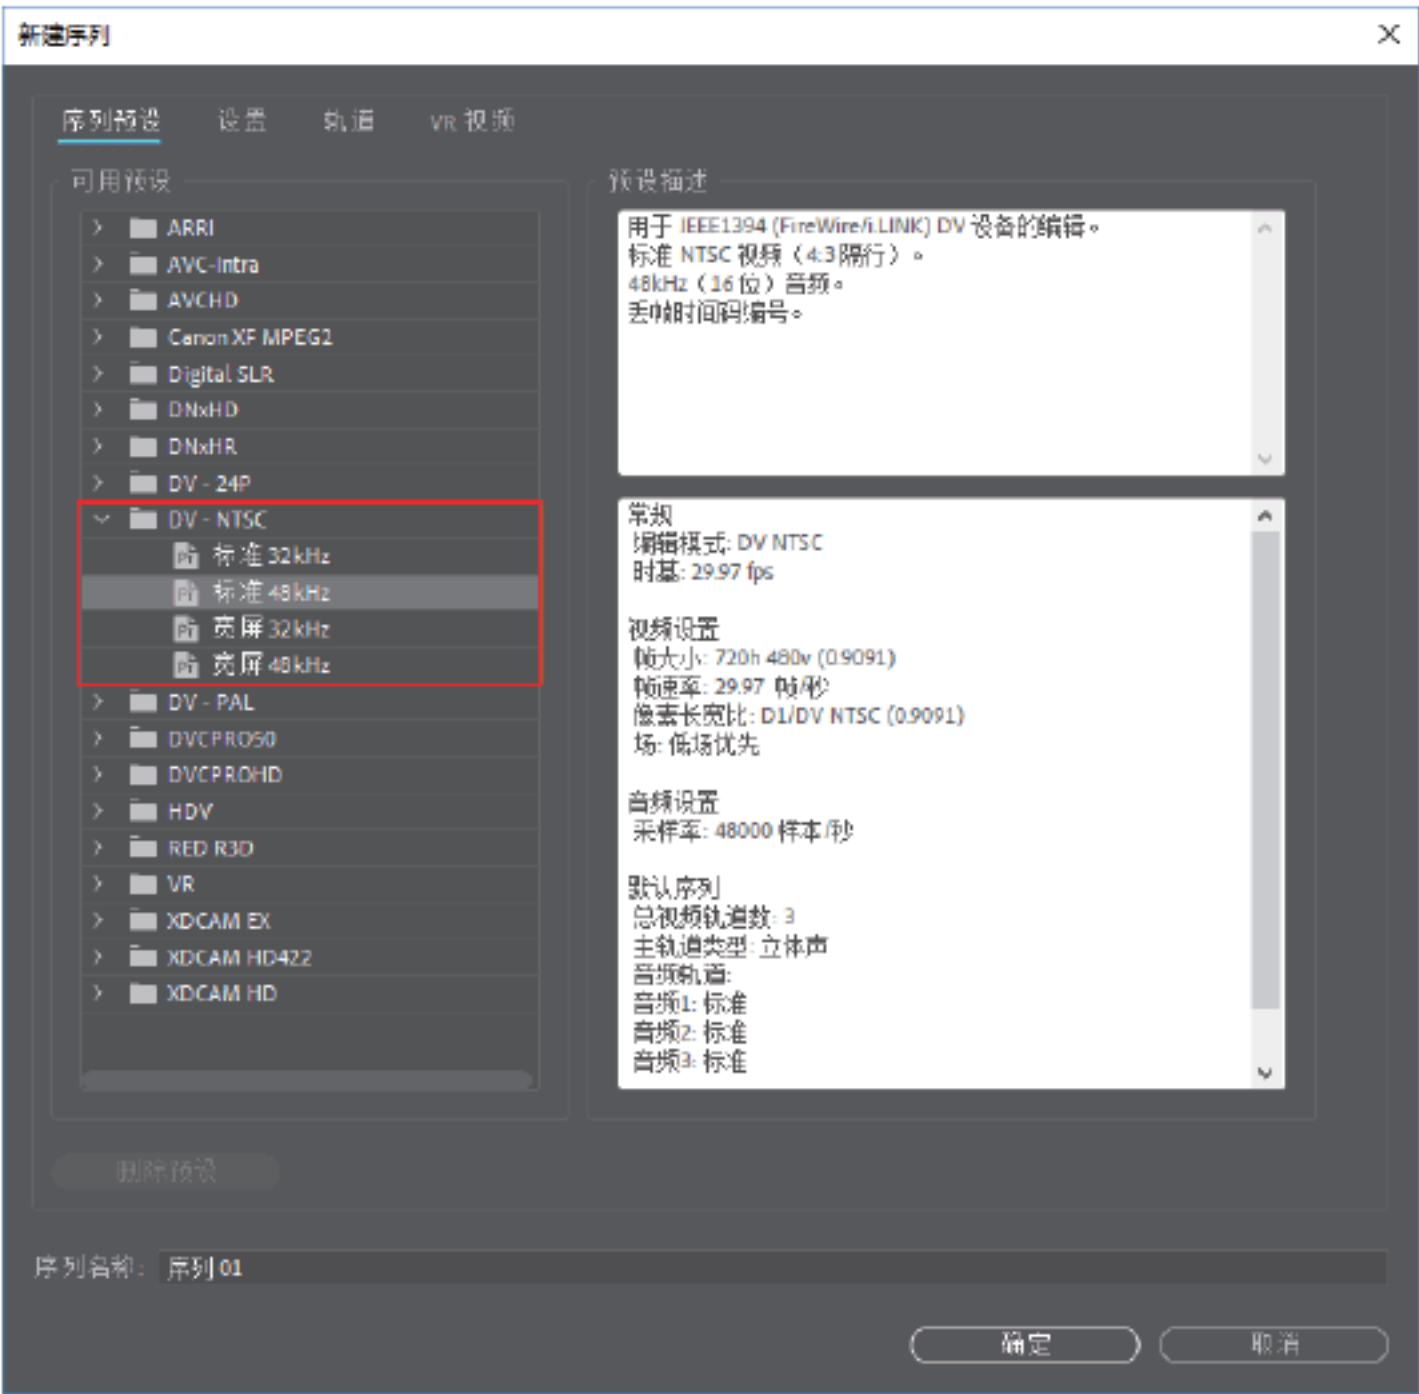 新建序列
序列预设 设置 轨道 VR 视频
可用预设
ARRI
AVC-Intra
AVCHD
Canon XF MPEG2
Digital SLR
DNxHD
DNxHR
DV - 24P
DV - NTSC
标准 32kHz
标准 48kHz
宽屏 32kHz
宽屏 48kHz
DV - PAL
DVCPRO50
DVCPROHD
HDV
RED R3D
VR
XDCAM EX
XDCAM HD422
XDCAM HD
预设描述
用于 IEEE1394 (FireWire/i.LINK) DV 设备的编辑。
标准 NTSC 视频（4:3 隔行）。
48kHz（16 位）音频。
丢帧时间码编号。
常规
编辑模式: DV NTSC
时基: 29.97 fps
视频设置
帧大小: 720h 480v (0.9091)
帧速率: 29.97 帧/秒
像素长宽比: D1/DV NTSC (0.9091)
场: 低场优先
音频设置
采样率: 48000 样本/秒
默认序列
总视频轨道数: 3
主轨道类型: 立体声
音频轨道:
音频1: 标准
音频2: 标准
音频3: 标准
删除预设
序列名称: 序列 01
确定 取消